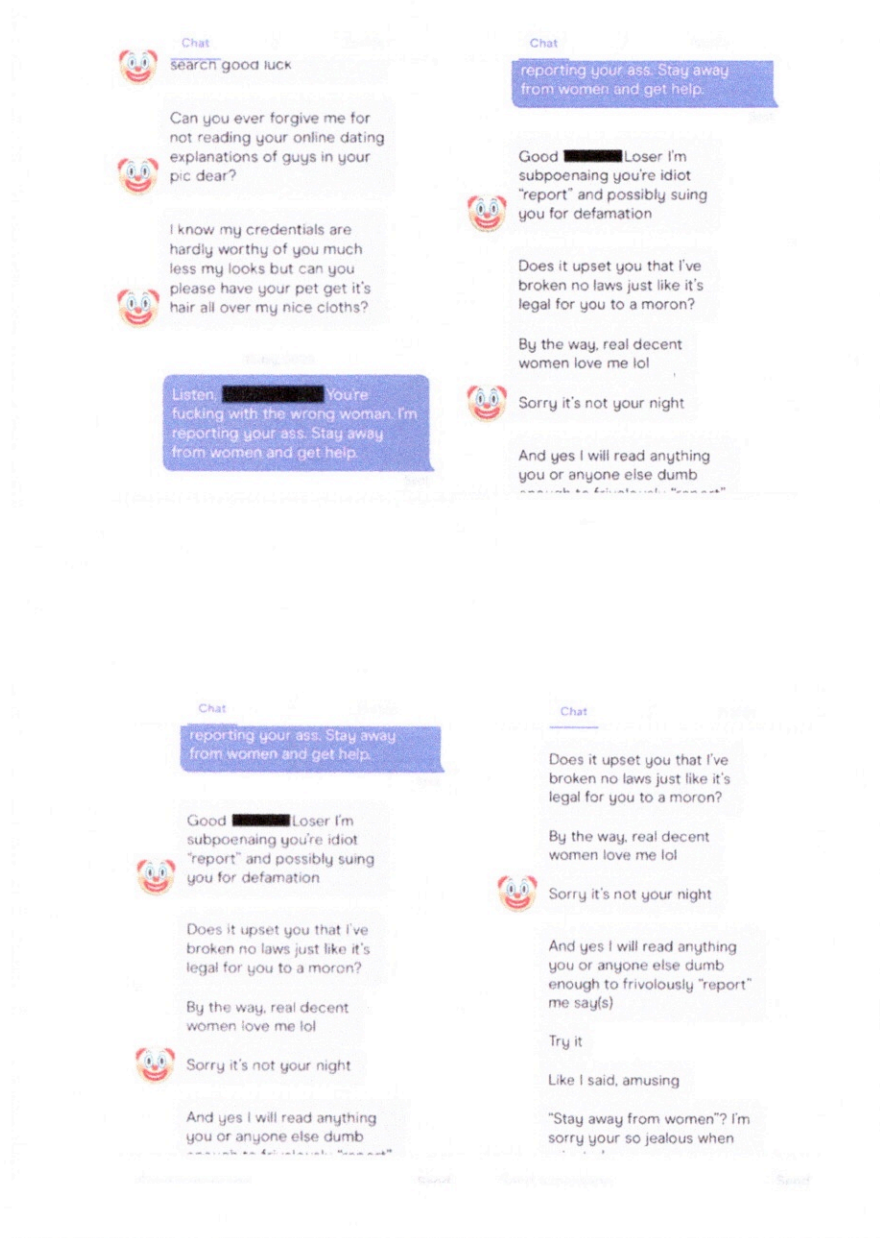 Chat
search good luck
Can you ever forgive me for
not reading your online dating
explanations of guys in your
pic dear?
I know my credentials are
hardly worthy of you much
less my looks but can you
please have your pet get it's
hair all over my nice cloths?
Listen, You're
fucking with the wrong woman. I'm
reporting your ass. Stay away
from women and get help.
Sent
Chat
reporting your ass. Stay away
from women and get help.
Sent
Good Loser I'm
subpoenaing you're idiot
"report" and possibly suing
you for defamation
Does it upset you that I've
broken no laws just like it's
legal for you to a moron?
By the way, real decent
women love me lol
Sorry it's not your night
And yes I will read anything
you or anyone else dumb
enough to frivolously "report"
Chat
reporting your ass. Stay away
from women and get help.
Good Loser I'm
subpoenaing you're idiot
"report" and possibly suing
you for defamation
Does it upset you that I've
broken no laws just like it's
legal for you to a moron?
By the way, real decent
women love me lol
Sorry it's not your night
And yes I will read anything
you or anyone else dumb
enough to frivolously "report"
Send
Chat
Does it upset you that I've
broken no laws just like it's
legal for you to a moron?
By the way, real decent
women love me lol
Sorry it's not your night
And yes I will read anything
you or anyone else dumb
enough to frivolously "report"
me say(s)
Try it
Like I said, amusing
"Stay away from women"? I'm
sorry your so jealous when
Send